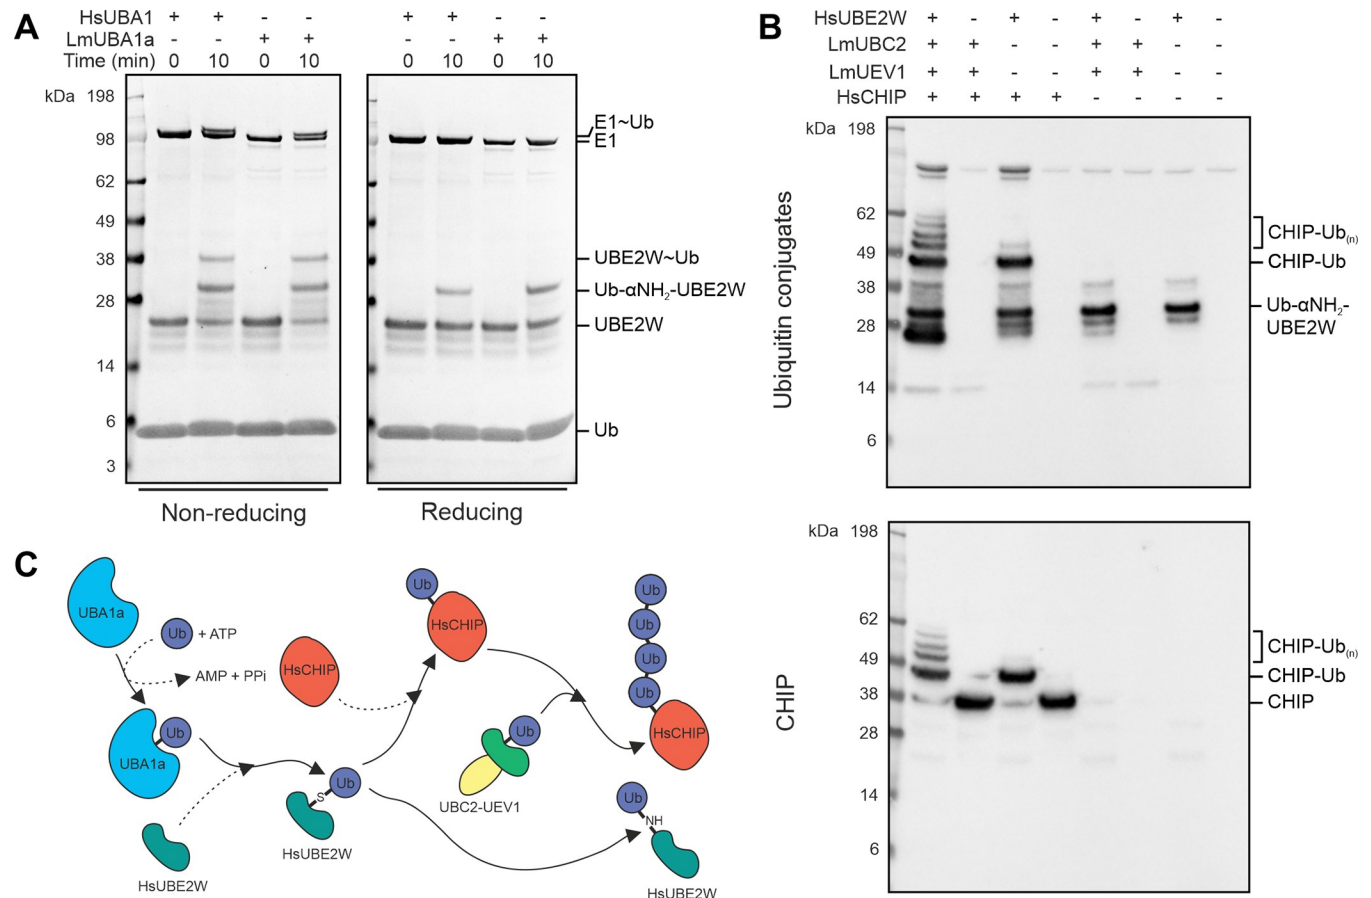 A
HsUBA1 + + - - + + - -
LmUBA1a - - + + - - + +
Time (min) 0 10 0 10 0 10 0 10
kDa 198
98
62
49
38
28
14
6
3
E1~Ub
E1
UBE2W~Ub
Ub-αNH2-UBE2W
UBE2W
Ub
Non-reducing
Reducing
B
HsUBE2W + - + - + - + -
LmUBC2 + + - - + + - -
LmUEV1 + + - - + + - -
HsCHIP + + + + - - - -
kDa 198
62
49
38
28
14
6
Ubiquitin conjugates
CHIP-Ub(n)
CHIP-Ub
Ub-αNH2-
UBE2W
kDa 198
62
49
38
28
14
6
CHIP
CHIP-Ub(n)
CHIP-Ub
CHIP
C
UBA1a
Ub + ATP
AMP + PPi
UBA1a
Ub
HsUBE2W
HsCHIP
Ub
S
HsUBE2W
Ub
HsCHIP
Ub
UBC2-UEV1
Ub
Ub
Ub
Ub
HsCHIP
Ub
NH
HsUBE2W